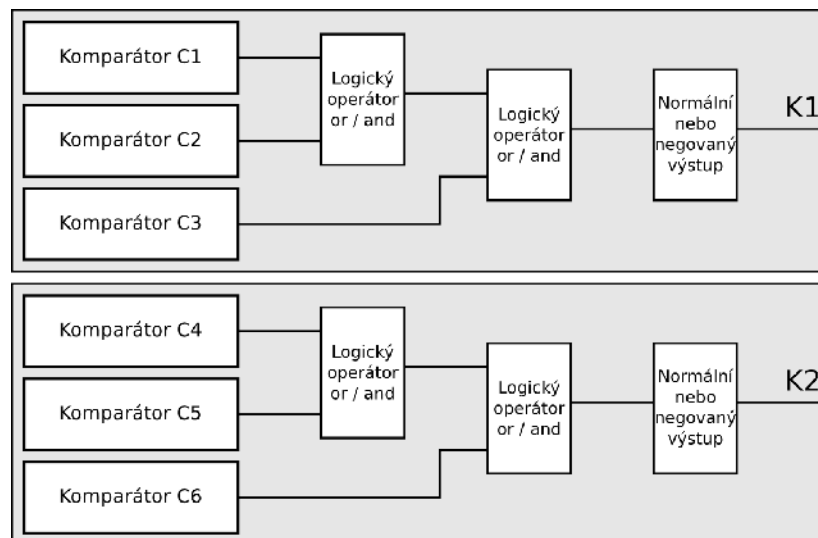 Komparátor C1
Komparátor C2
Komparátor C3
Logický
operátor
or / and
Logický
operátor
or / and
Normální
nebo
negovaný
výstup
K1
Komparátor C4
Komparátor C5
Komparátor C6
Logický
operátor
or / and
Logický
operátor
or / and
Normální
nebo
negovaný
výstup
K2